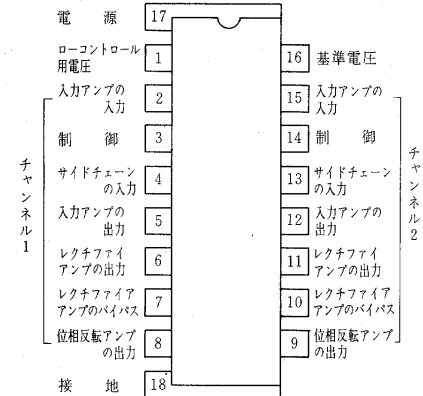 電源 17
ローコントロール
用電圧
1
入力アンプの
入力
2
制御 3
サイドチェーン
の入力
4
入力アンプの
出力
5
レクチファイ
アンプの出力
6
レクチファイア
アンプのバイパス
7
位相反転アンプ
の出力
8
接地 18
チャンネル1
16 基準電圧
15
入力アンプの
入力
14 制御
13
サイドチェーン
の入力
12
入力アンプの
出力
11
レクチファイ
アンプの出力
10
レクチファイア
アンプのバイパス
9
位相反転アンプ
の出力
チャンネル2